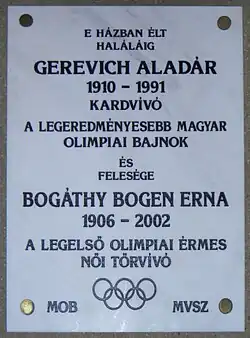 E HÁZBAN ÉLT
HALÁLÁIG
GEREVICH ALADÁR
1910 – 1991
KARDVÍVÓ
A LEGEREDMÉNYESEBB MAGYAR
OLIMPIAI BAJNOK
ÉS
FELESÉGE
BOGÁTHY BOGEN ERNA
1906 – 2002
A LEGELSŐ OLIMPIAI ÉRMES
NŐI TŐRVÍVÓ
MOB MVSZ